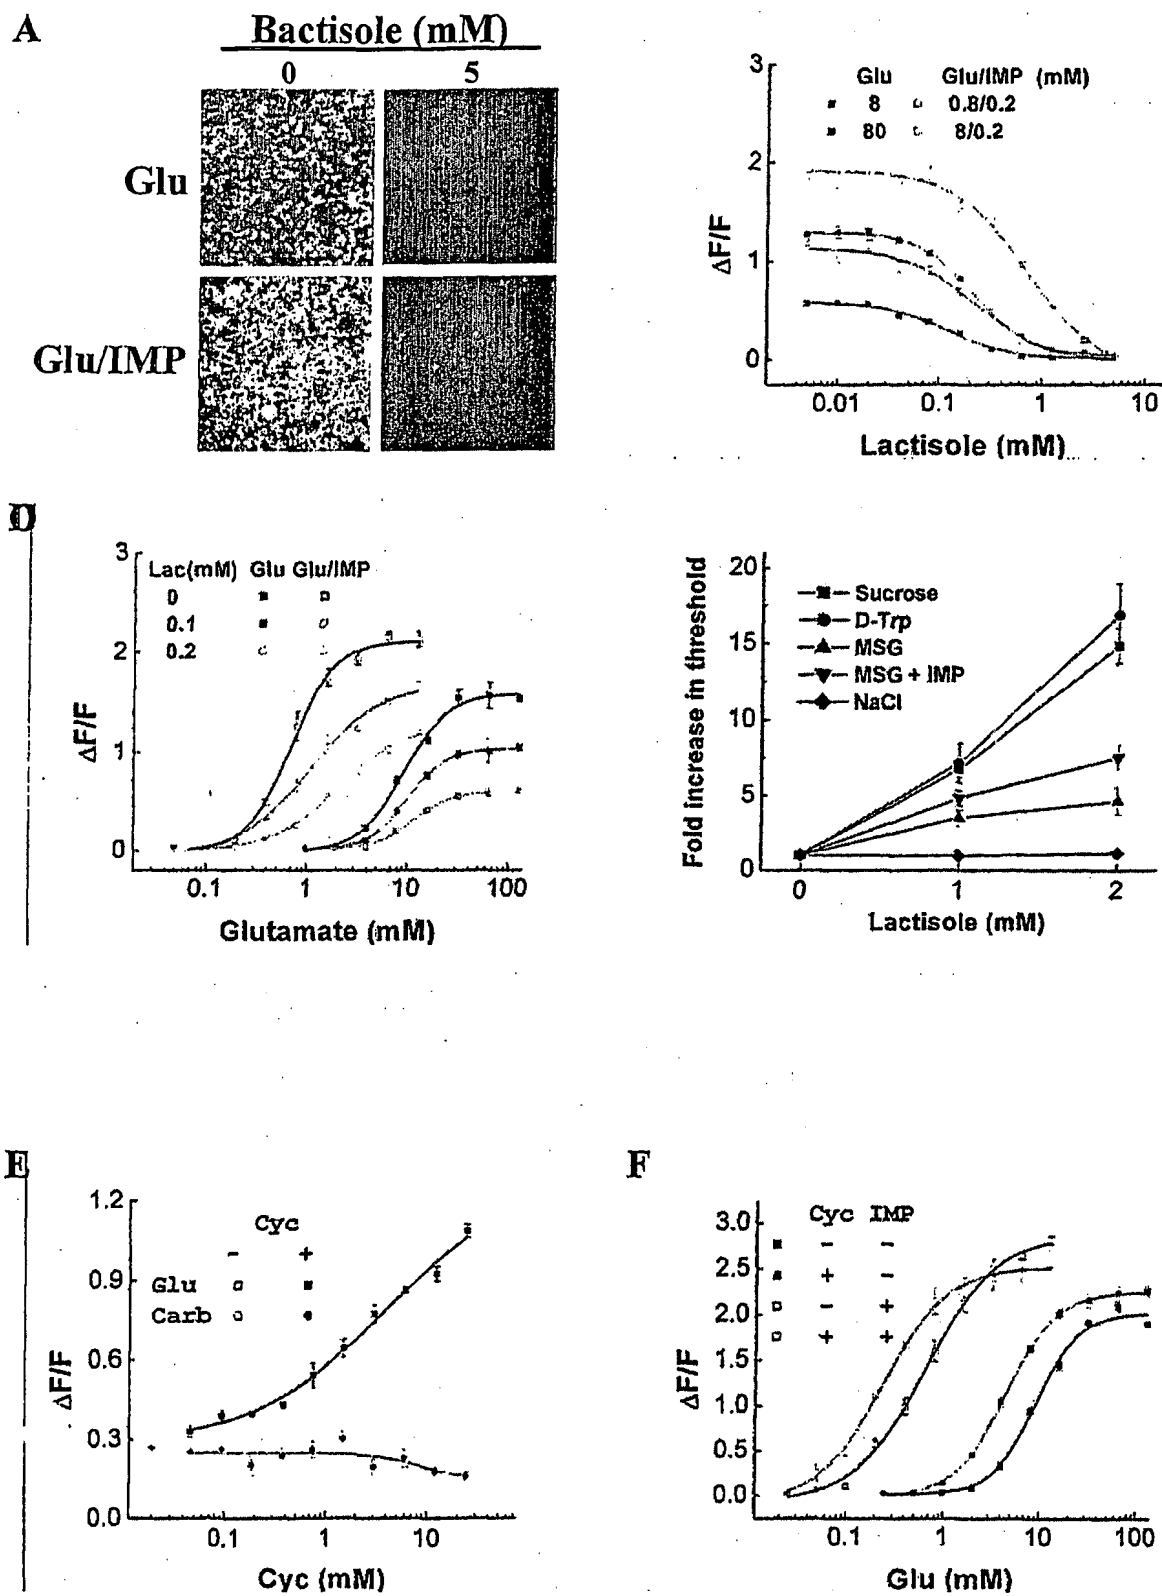 A
Bactisole (mM)
0 5
Glu
Glu/IMP
3
2
1
0
ΔF/F
Glu Glu/IMP (mM)
8 0.8/0.2
80 8/0.2
0.01 0.1 1 10
Lactisole (mM)
D
3
2
1
0
ΔF/F
Lac(mM) Glu Glu/IMP
0
0.1
0.2
0.1 1 10 100
Glutamate (mM)
20
15
10
5
0
Fold increase in threshold
Sucrose
D-Trp
MSG
MSG + IMP
NaCl
0 1 2
Lactisole (mM)
E
1.2
0.9
0.6
0.3
0.0
ΔF/F
Cyc
- +
Glu
Carb
0.1 1 10
Cyc (mM)
F
3.0
2.5
2.0
1.5
1.0
0.5
0.0
ΔF/F
Cyc IMP
- -
+ -
- +
+ +
0.1 1 10 100
Glu (mM)